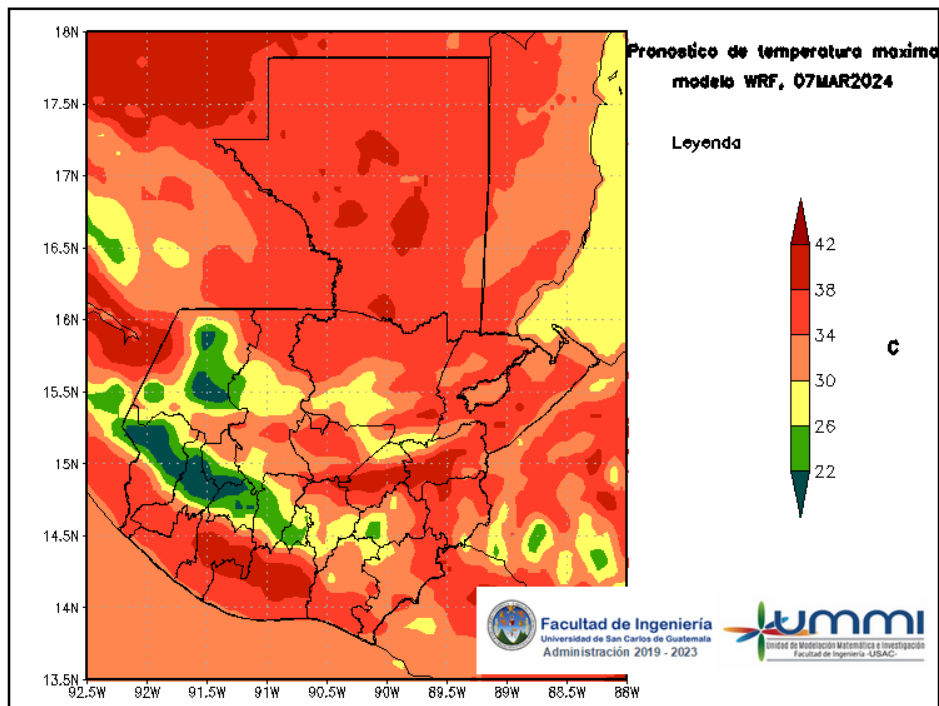 Pronostico de temperatura maxima
modelo WRF, 07MAR2024
Leyenda
42
38
34
30
26
22
C
18N
17.5N
17N
16.5N
16N
15.5N
15N
14.5N
14N
13.5N
92.5W 92W 91.5W 91W 90.5W 90W 89.5W 89W 88.5W 88W
Facultad de Ingeniería
Universidad de San Carlos de Guatemala
Administración 2019 - 2023
ummi
Unidad de Modelación Matemática e Investigación
Facultad de Ingeniería -USAC-